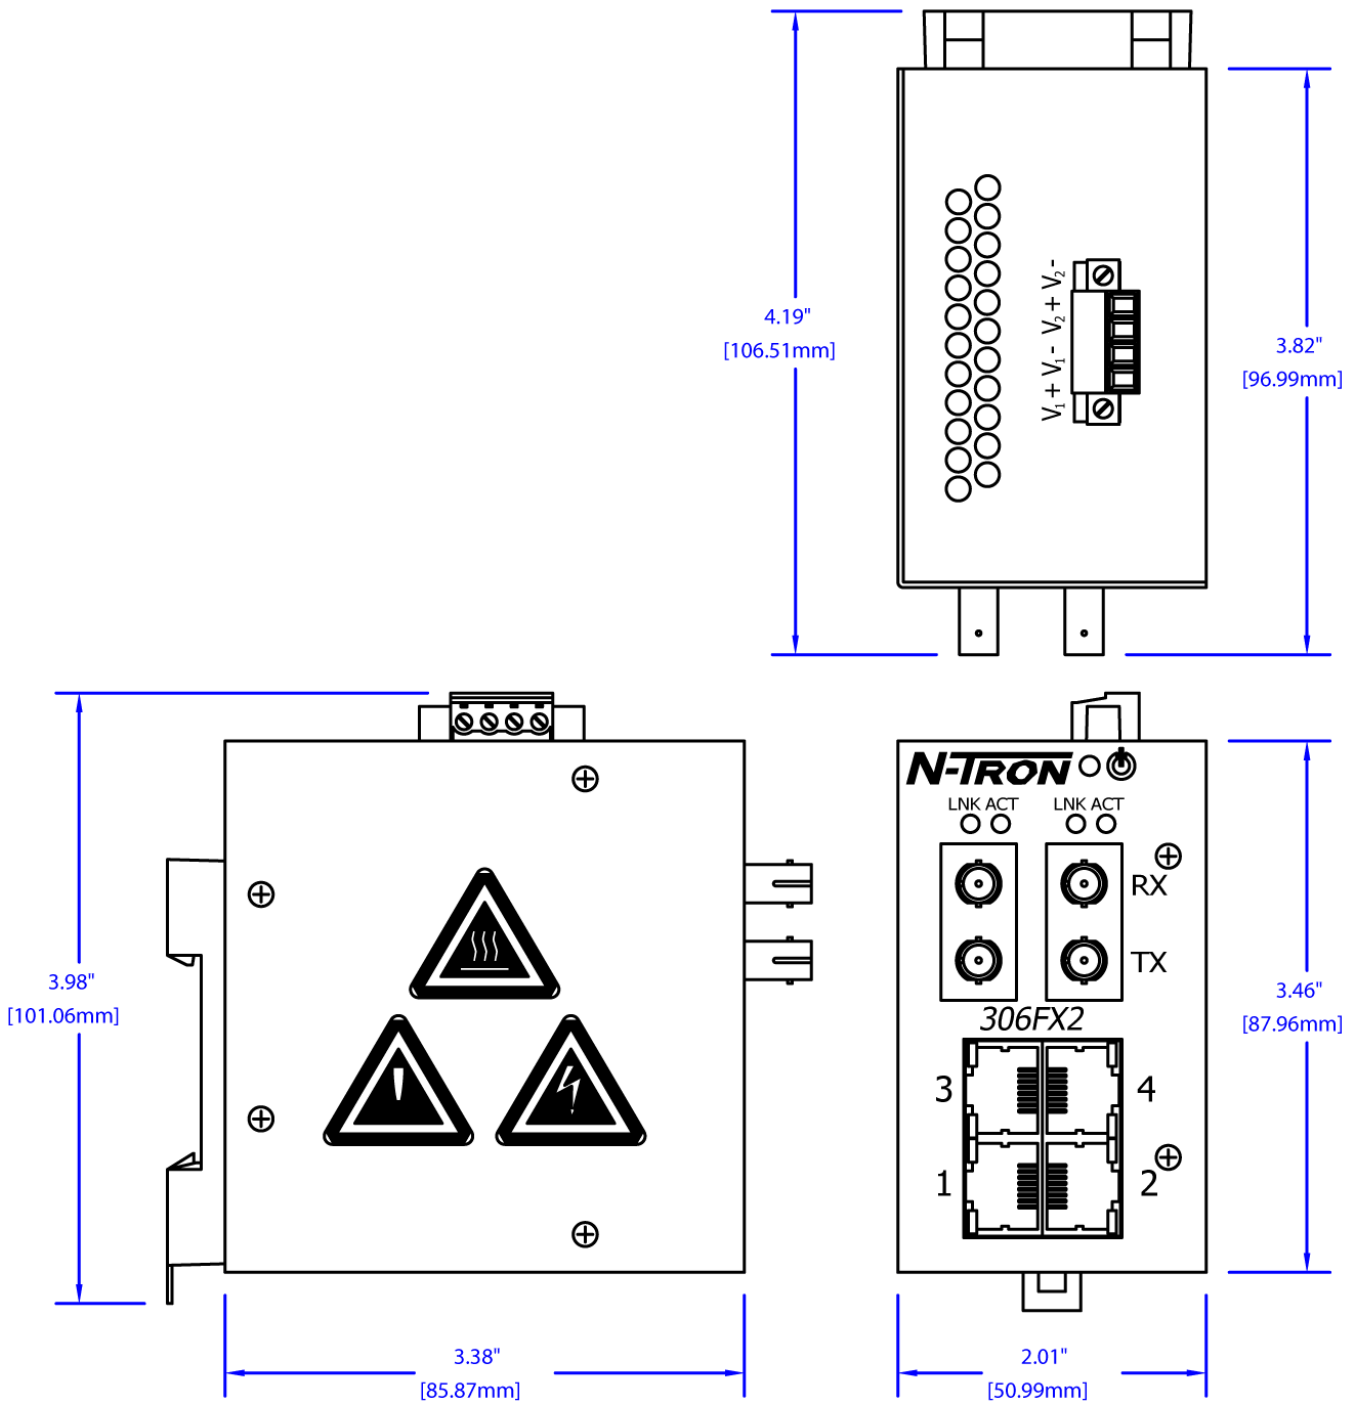 4.19"
[106.51mm]
V1 + V1 - V2 + V2 -
3.82"
[96.99mm]
3.98"
[101.06mm]
3.38"
[85.87mm]
N-TRON
LNK ACT LNK ACT
RX
TX
306FX2
3 4
1 2
3.46"
[87.96mm]
2.01"
[50.99mm]